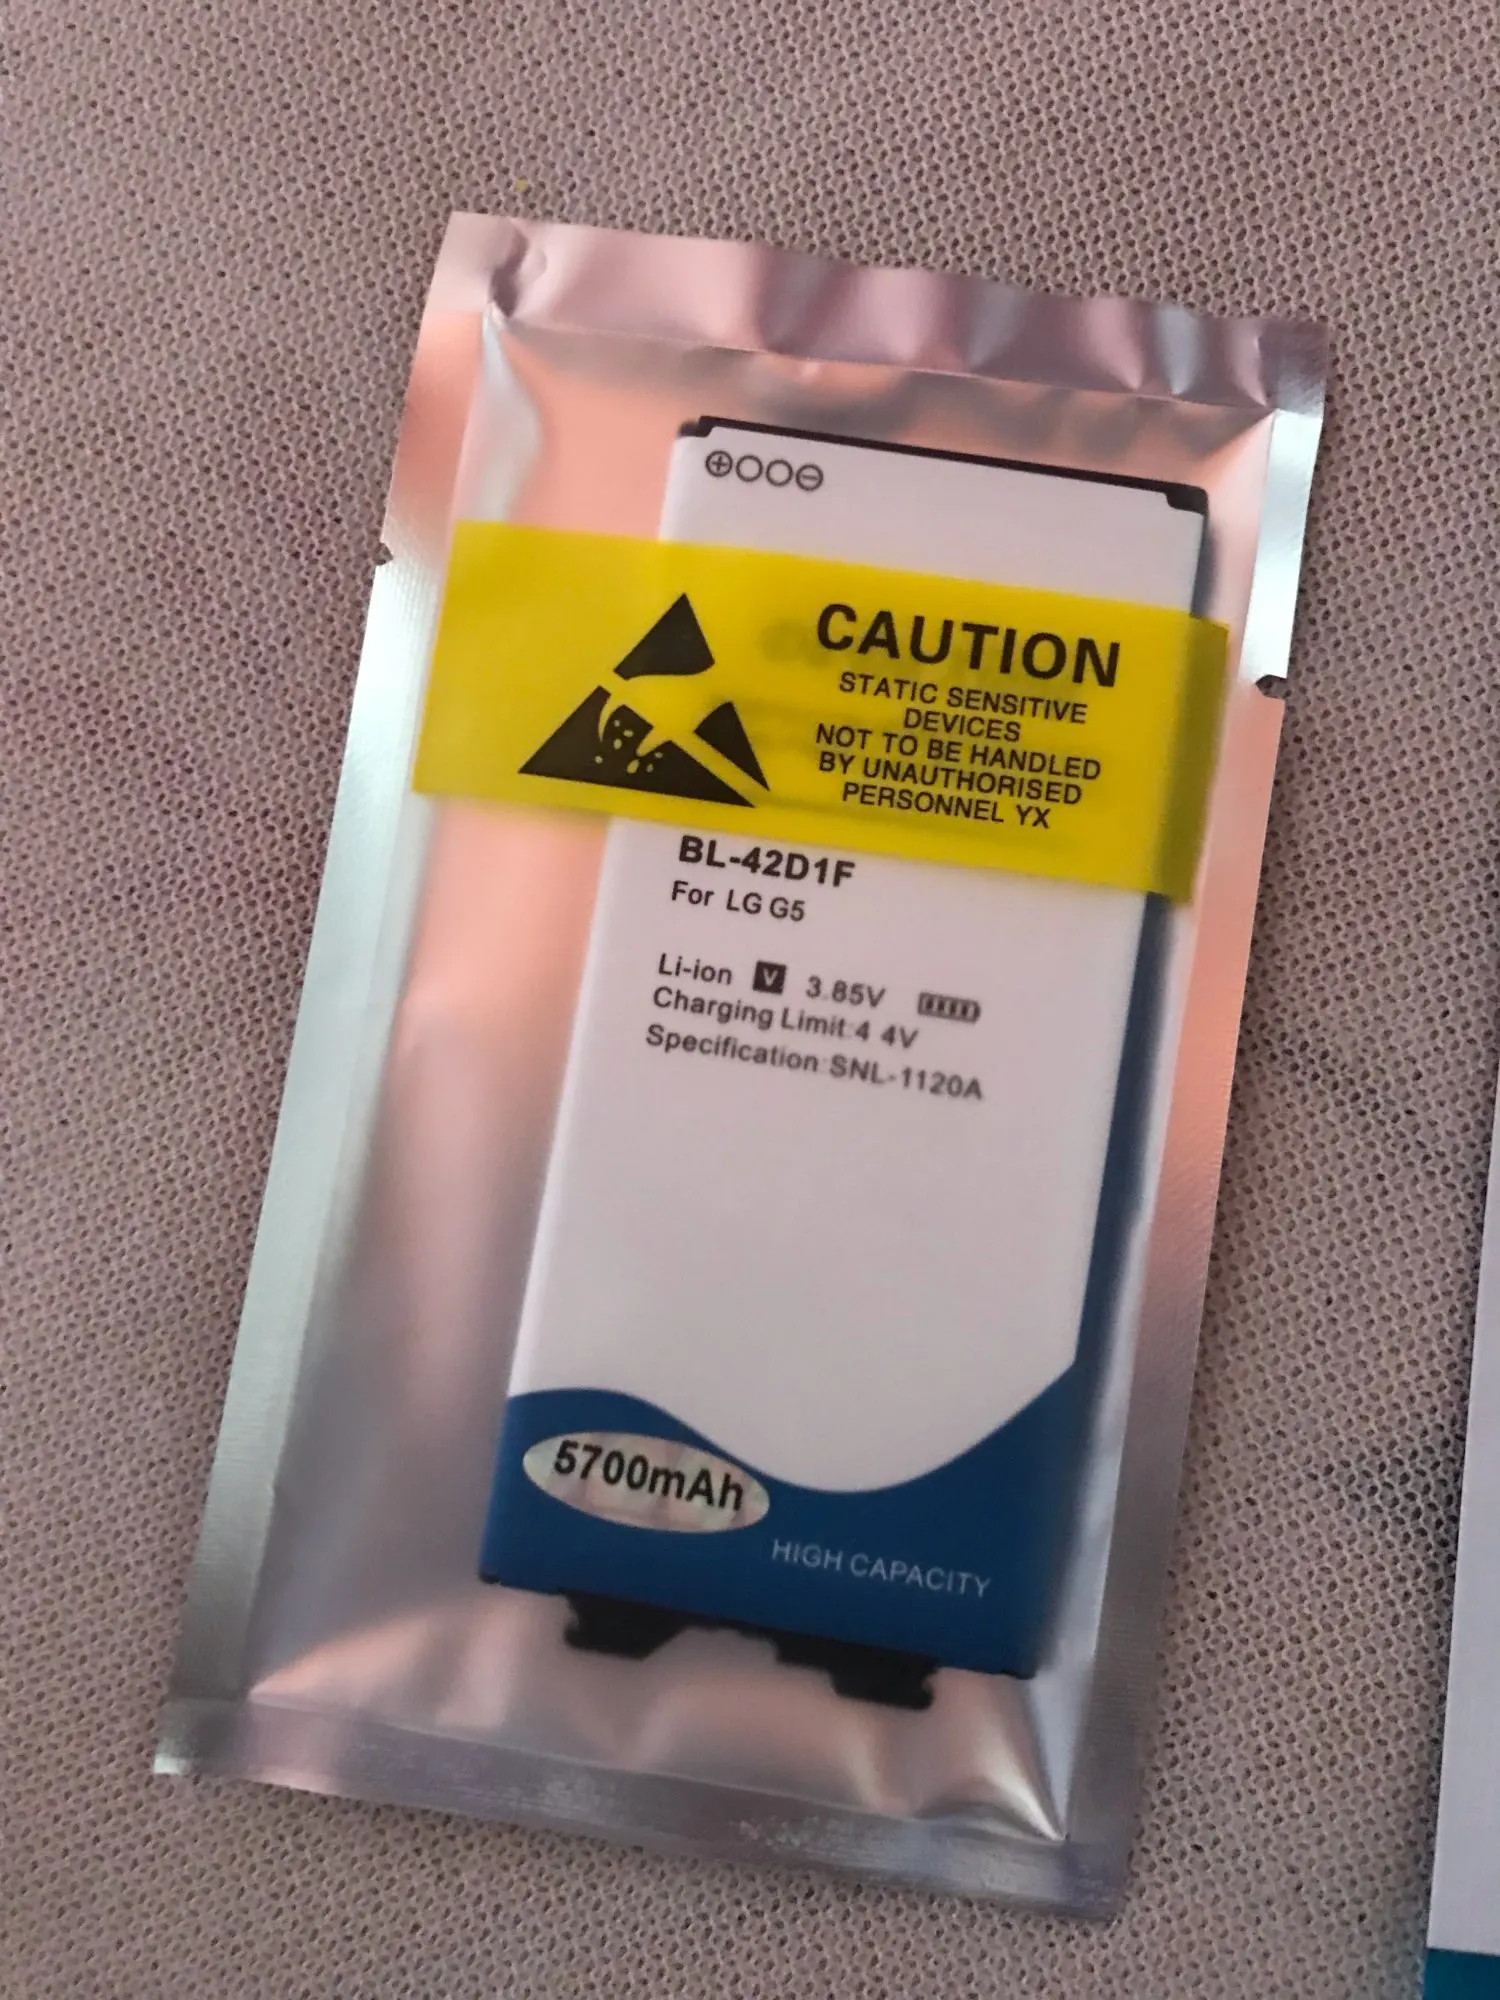 CAUTION
STATIC SENSITIVE
DEVICES
NOT TO BE HANDLED
BY UNAUTHORISED
PERSONNEL YX
BL-42D1F
For LG G5
Li-ion V 3.85V
Charging Limit:4 4V
Specification:SNL-1120A
5700mAh
HIGH CAPACITY